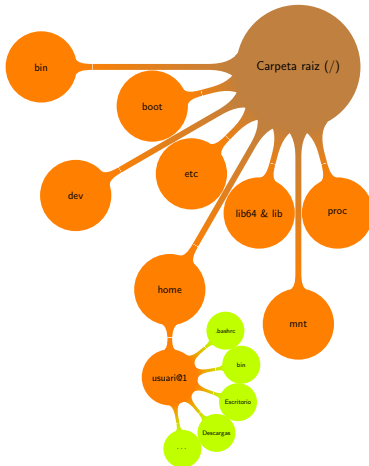 Carpeta raiz (/)
bin
boot
etc
dev
lib64 & lib
proc
home
mnt
.bashrc
bin
usuari@1
Escritorio
Descargas
...